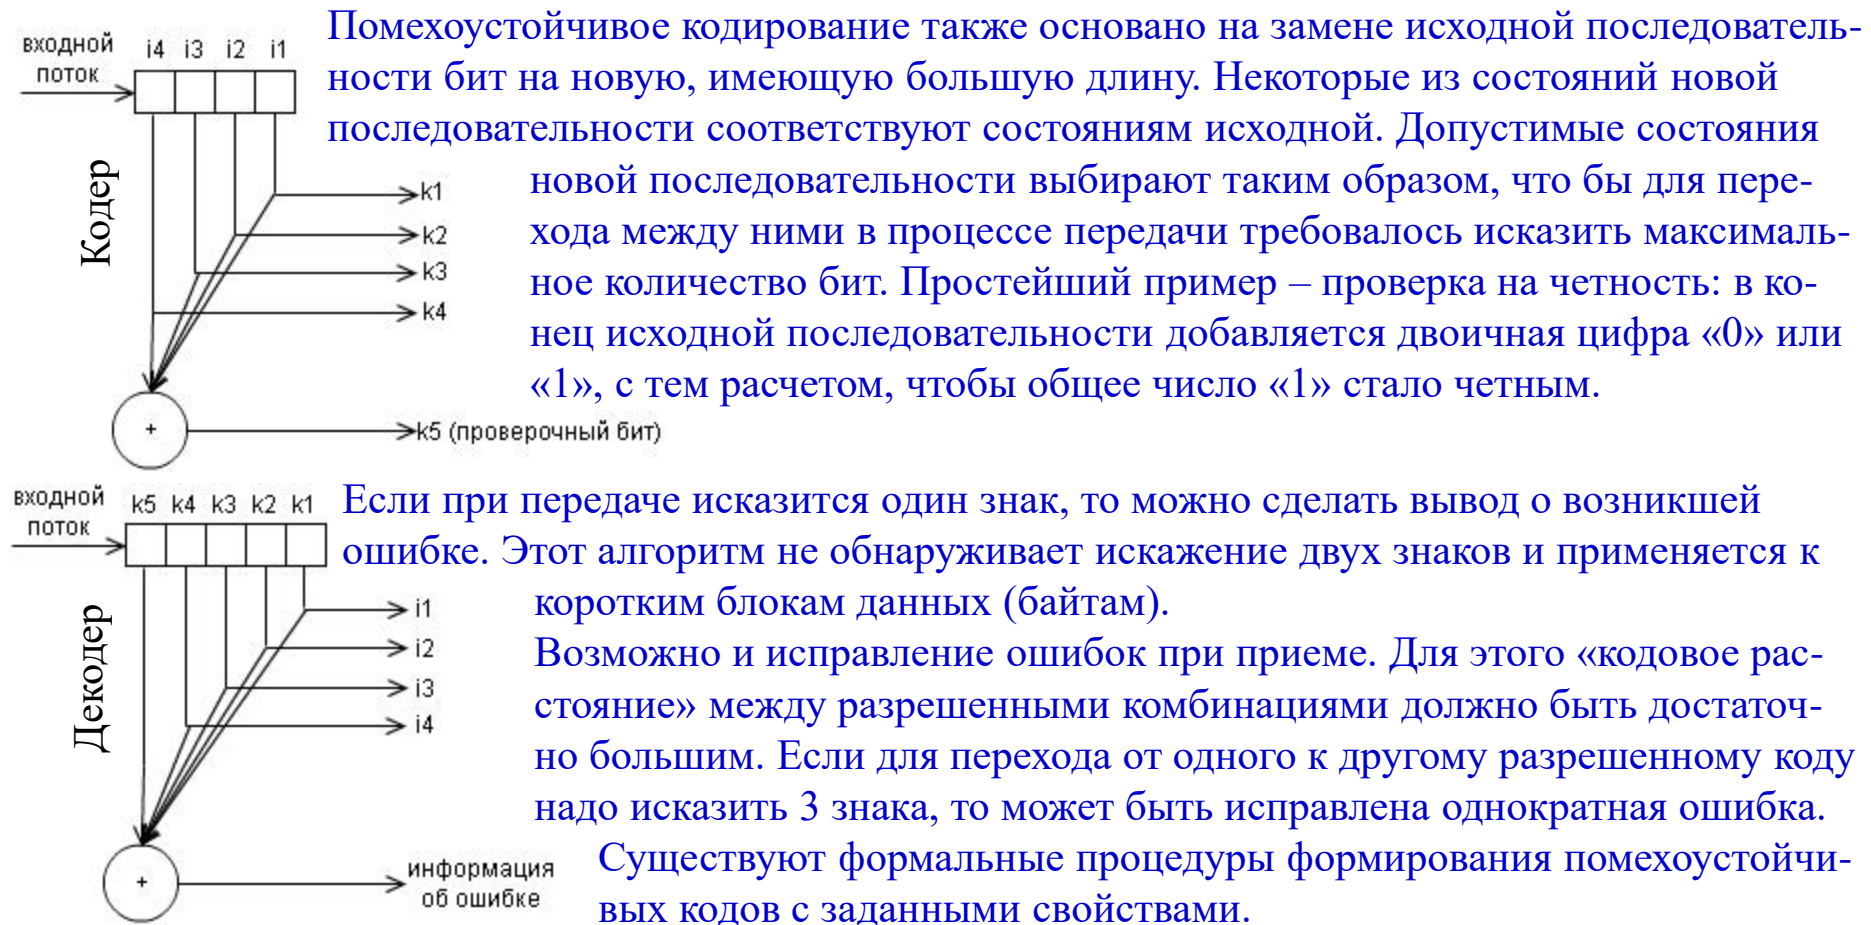 Помехоустойчивое кодирование также основано на замене исходной последователь-
ности бит на новую, имеющую большую длину. Некоторые из состояний новой
последовательности соответствуют состояниям исходной. Допустимые состояния
новой последовательности выбирают таким образом, что бы для пере-
хода между ними в процессе передачи требовалось исказить максималь-
ное количество бит. Простейший пример – проверка на четность: в ко-
нец исходной последовательности добавляется двоичная цифра «0» или
«1», с тем расчетом, чтобы общее число «1» стало четным.
входной
поток
i4 i3 i2 i1
Кодер
k1
k2
k3
k4
+
k5 (проверочный бит)
Если при передаче исказится один знак, то можно сделать вывод о возникшей
ошибке. Этот алгоритм не обнаруживает искажение двух знаков и применяется к
коротким блокам данных (байтам).
Возможно и исправление ошибок при приеме. Для этого «кодовое рас-
стояние» между разрешенными комбинациями должно быть достаточ-
но большим. Если для перехода от одного к другому разрешенному коду
надо исказить 3 знака, то может быть исправлена однократная ошибка.
Существуют формальные процедуры формирования помехоустойчи-
вых кодов с заданными свойствами.
входной
поток
k5 k4 k3 k2 k1
Декодер
i1
i2
i3
i4
+
информация
об ошибке